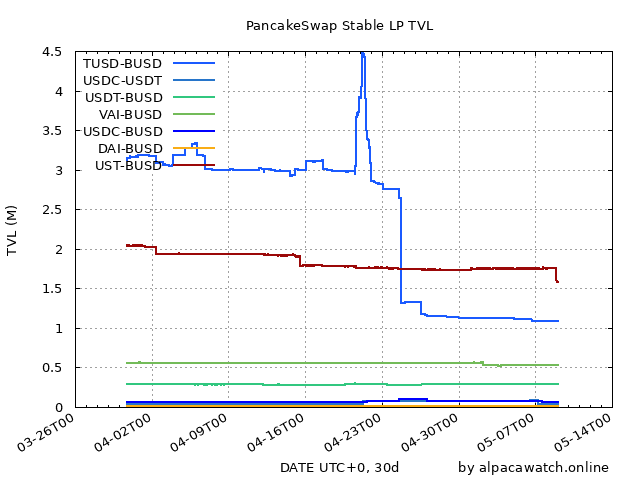 PancakeSwap Stable LP TVL
4.5
4
3.5
3
2.5
2
1.5
1
0.5
0
TVL (M)
TUSD-BUSD
USDC-USDT
USDT-BUSD
VAI-BUSD
USDC-BUSD
DAI-BUSD
UST-BUSD
03-26T00
04-02T00
04-09T00
04-16T00
04-23T00
04-30T00
05-07T00
05-14T00
DATE UTC+0, 30d
by alpacawatch.online